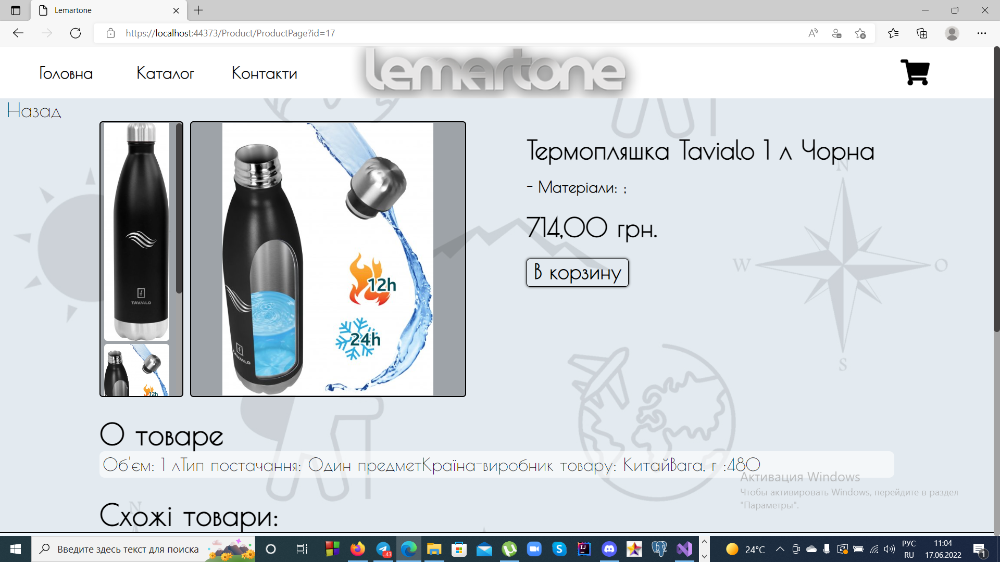 Lemartone
https://localhost:44373/Product/ProductPage?id=17
Головна Каталог Контакти
lemartone
Назад
TAVIALO
12h
24h
TAVIALO
12h
Термопляшка Tavialo 1 л Чорна
- Матеріали: ;
714,00 грн.
В корзину
N
W
O
S
О товаре
Об'єм: 1 лТип постачання: Один предметКраїна-виробник товару: КитайВага, г :480
Схожі товари:
N
Активация Windows
Чтобы активировать Windows, перейдите в раздел
"Параметры".
Введите здесь текст для поиска
43
24°C
РУС
RU
11:04
17.06.2022
1